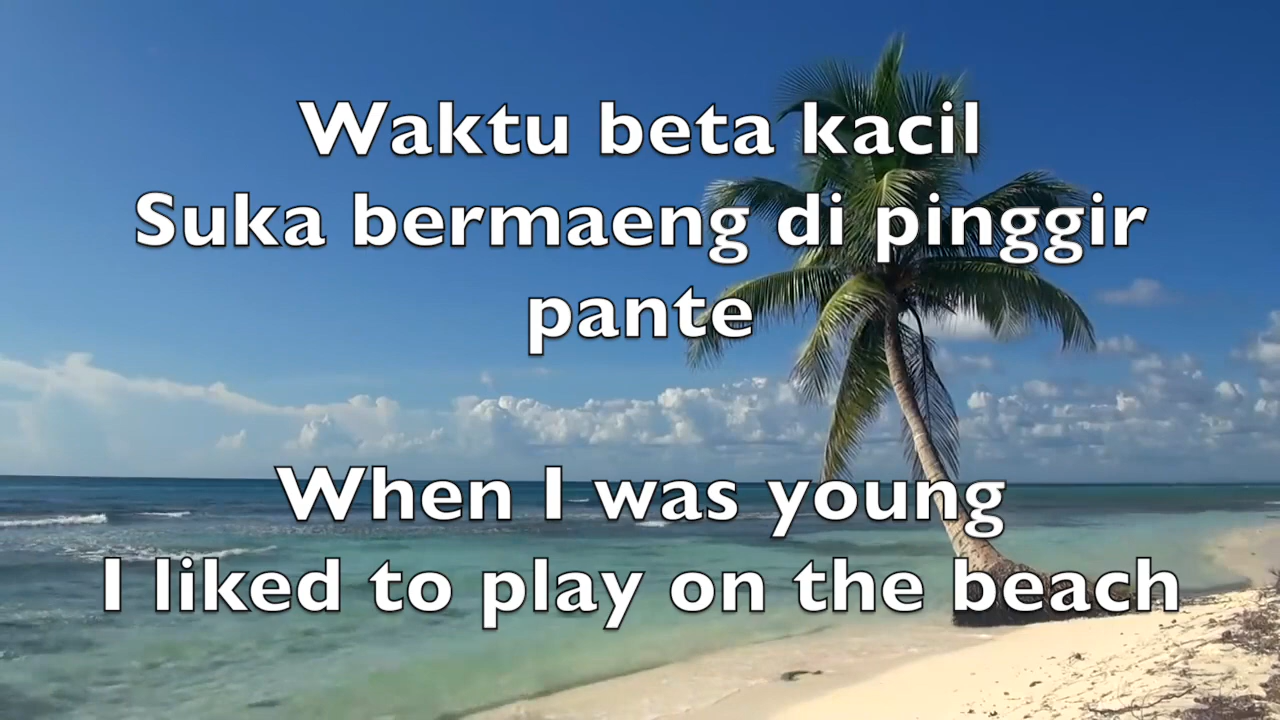 Waktu beta kacil
Suka bermaeng di pinggir
pante
When I was young
I liked to play on the beach